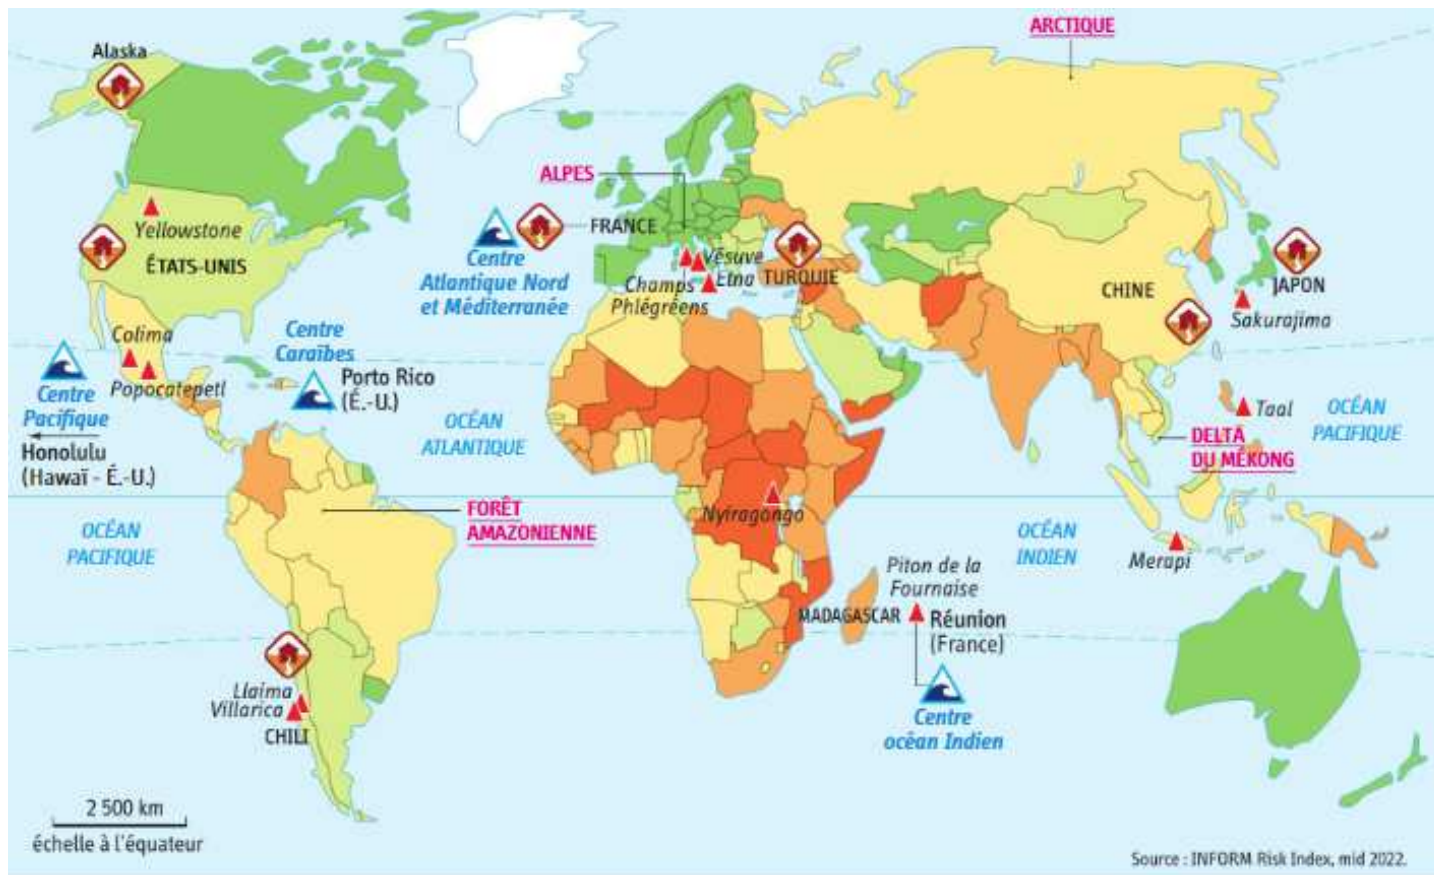 ARCTIQUE
Alaska
ALPES
Yellowstone
ÉTATS-UNIS
FRANCE
Centre
Atlantique Nord
et Méditerranée
Vésuve
Etna
TURQUIE
Champs
Phlégréens
CHINE
JAPON
Sakurajima
Colima
Popocatepetl
Centre
Caraïbes
Porto Rico
(É.-U.)
Centre
Pacifique
Honolulu
(Hawaï - É.-U.)
OCÉAN
ATLANTIQUE
Taal
OCÉAN
PACIFIQUE
DELTA
DU MÉKONG
OCÉAN
PACIFIQUE
FORÊT
AMAZONIENNE
Nyiragongo
OCÉAN
INDIEN
Merapi
Piton de la
Fournaise
MADAGASCAR
Réunion
(France)
Llaima
Villarica
CHILI
Centre
océan Indien
2 500 km
échelle à l'équateur
Source : INFORM Risk Index, mid 2022.